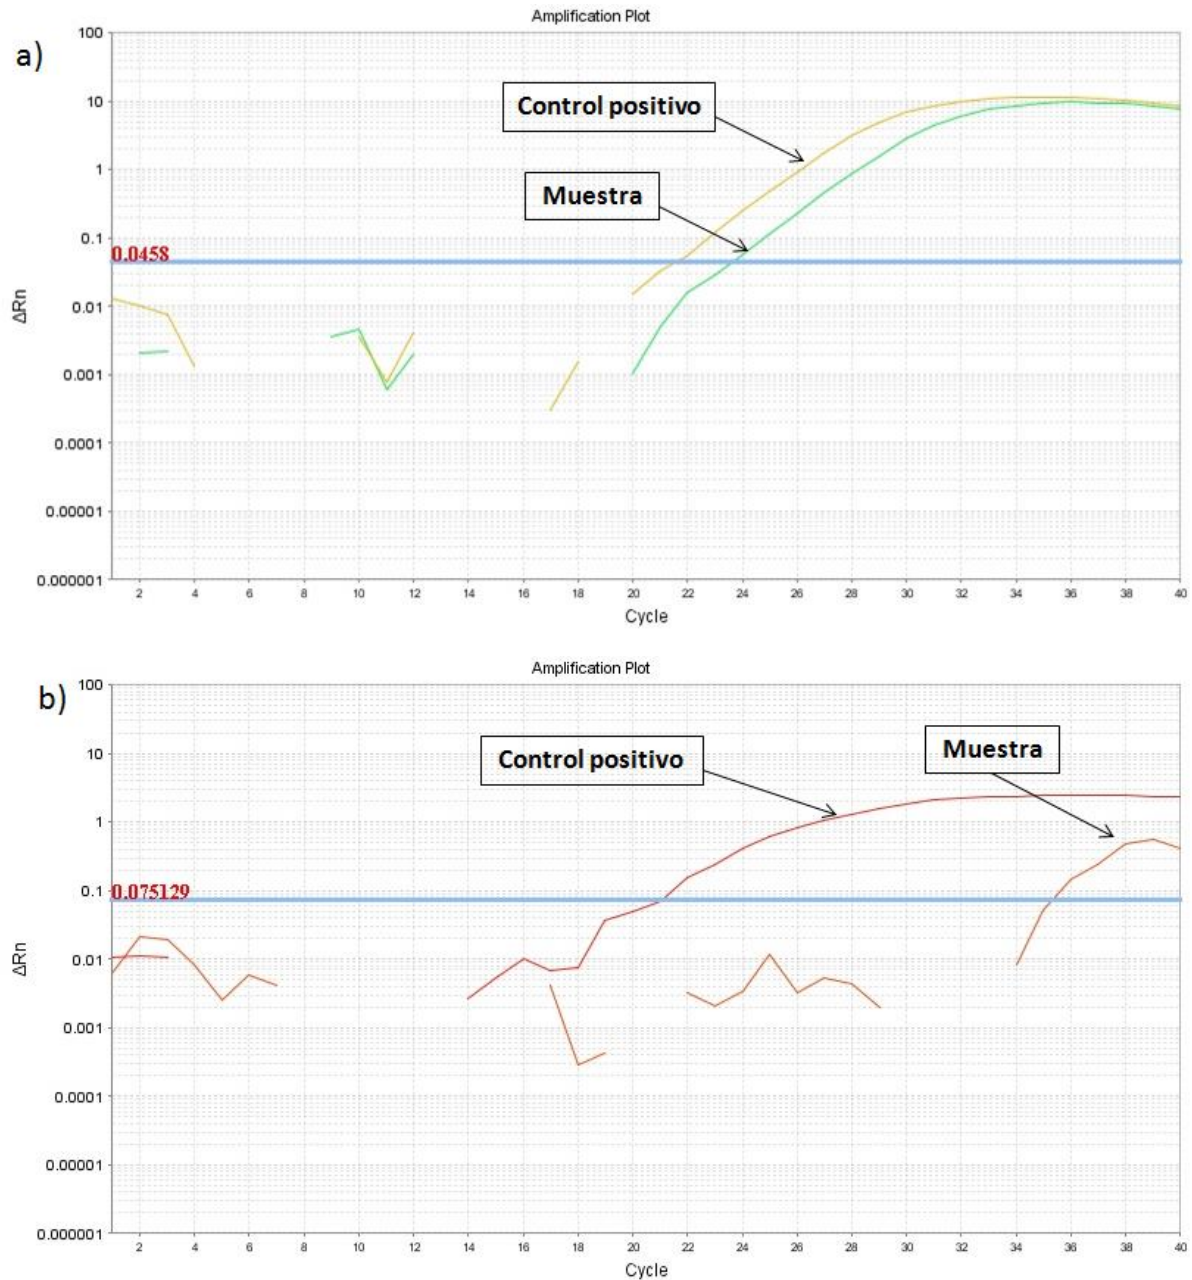 Amplification Plot
a)
100
10
1
0.1
0.01
0.001
0.0001
0.00001
0.000001
Control positivo
Muestra
0.0458
ΔRn
2 4 6 8 10 12 14 16 18 20 22 24 26 28 30 32 34 36 38 40
Cycle
Amplification Plot
b)
100
10
1
0.1
0.01
0.001
0.0001
0.00001
0.000001
Muestra
Control positivo
0.075129
ΔRn
2 4 6 8 10 12 14 16 18 20 22 24 26 28 30 32 34 36 38 40
Cycle